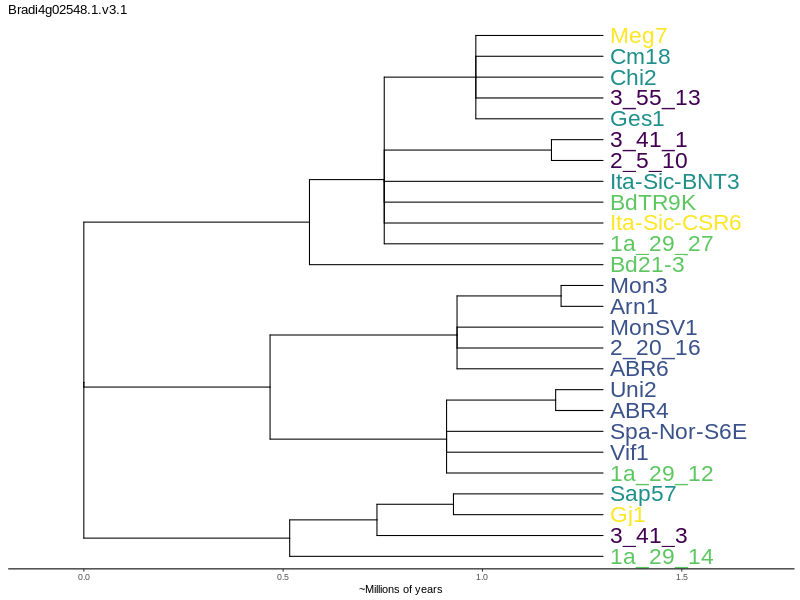 Bradi4g02548.1.v3.1
Meg7
Cm18
Chi2
3_55_13
Ges1
3_41_1
2_5_10
Ita-Sic-BNT3
BdTR9K
Ita-Sic-CSR6
1a_29_27
Bd21-3
Mon3
Arn1
MonSV1
2_20_16
ABR6
Uni2
ABR4
Spa-Nor-S6E
Vif1
1a_29_12
Sap57
Gj1
3_41_3
1a_29_14
0.0 0.5 1.0 1.5
~Millions of years